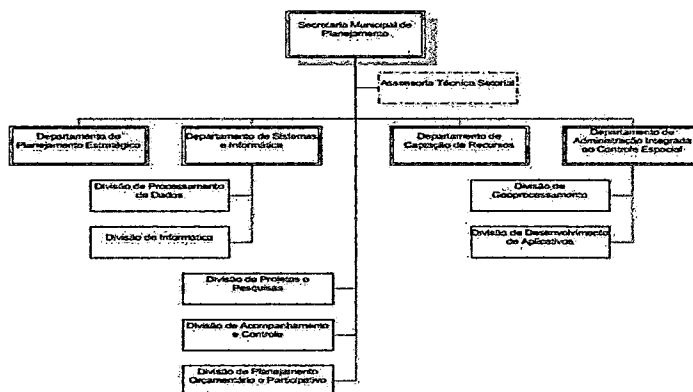 Secretaria Municipal de
Planejamento
Assessoria Técnica Setorial
Departamento de
Planejamento Estratégico
Departamento de Sistemas
e Informática
Departamento de
Captação de Recursos
Departamento de
Administração Integrada
ao Controle Especial
Divisão de Processamento
de Dados
Divisão de Informática
Divisão de
Geoprocessamento
Divisão de Desenvolvimento
de Aplicativos
Divisão de Projetos e
Pesquisas
Divisão de Acompanhamento
e Controle
Divisão de Planejamento
Orçamentário e Participativo